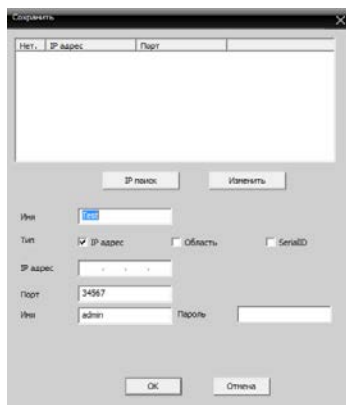 Сохранить
Нет. IP адрес Порт
IP поиск Изменить
Имя Test
Тип IP адрес Область SerialID
IP адрес . . .
Порт 34567
Имя admin Пароль
OK Отмена